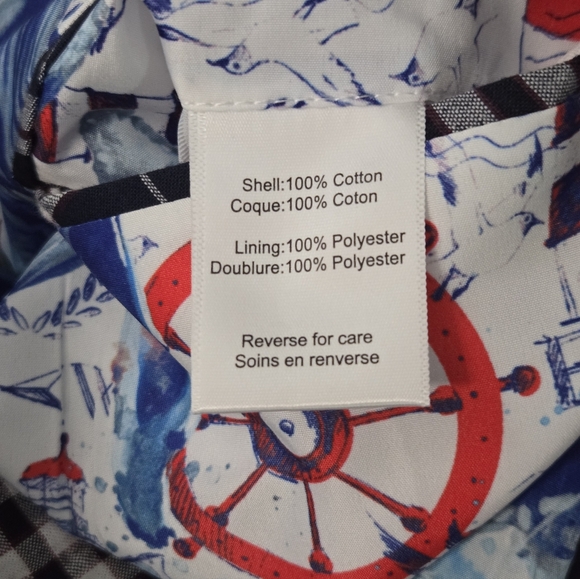 Shell:100% Cotton
Coque:100% Coton
Lining:100% Polyester
Doublure:100% Polyester
Reverse for care
Soins en renverse